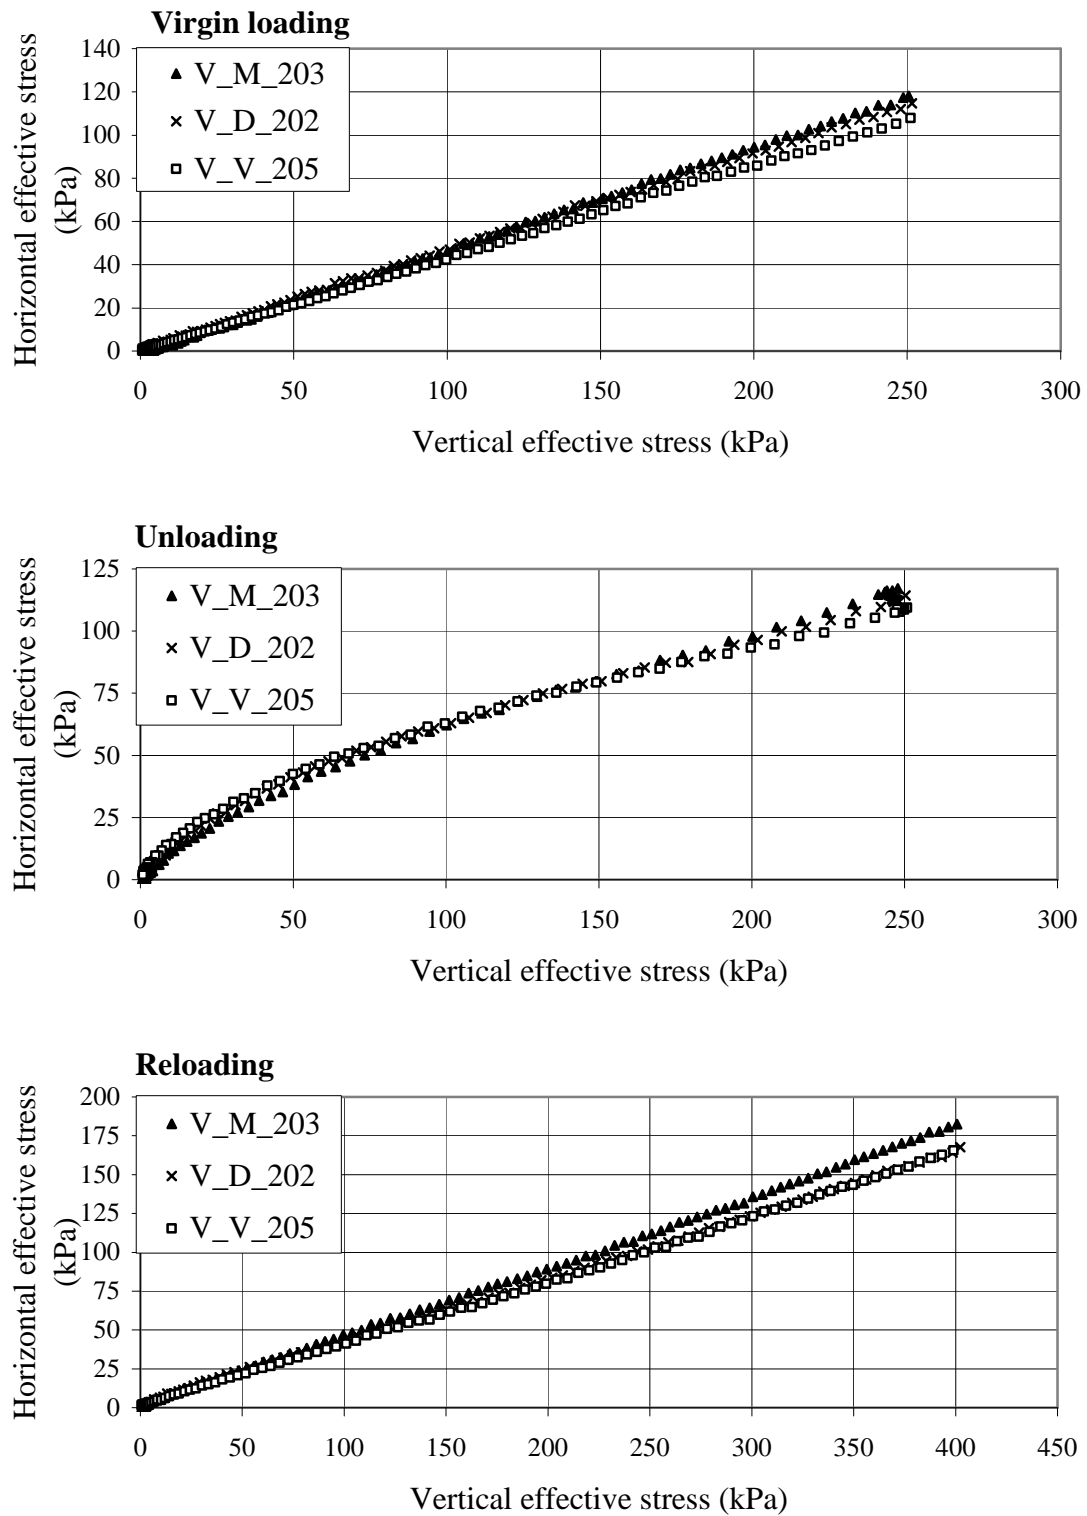 Virgin loading
Horizontal effective stress
(kPa)
140
120
100
80
60
40
20
0
V_M_203
V_D_202
V_V_205
0 50 100 150 200 250 300
Vertical effective stress (kPa)
Unloading
Horizontal effective stress
(kPa)
125
100
75
50
25
0
V_M_203
V_D_202
V_V_205
0 50 100 150 200 250 300
Vertical effective stress (kPa)
Reloading
Horizontal effective stress
(kPa)
200
175
150
125
100
75
50
25
0
V_M_203
V_D_202
V_V_205
0 50 100 150 200 250 300 350 400 450
Vertical effective stress (kPa)